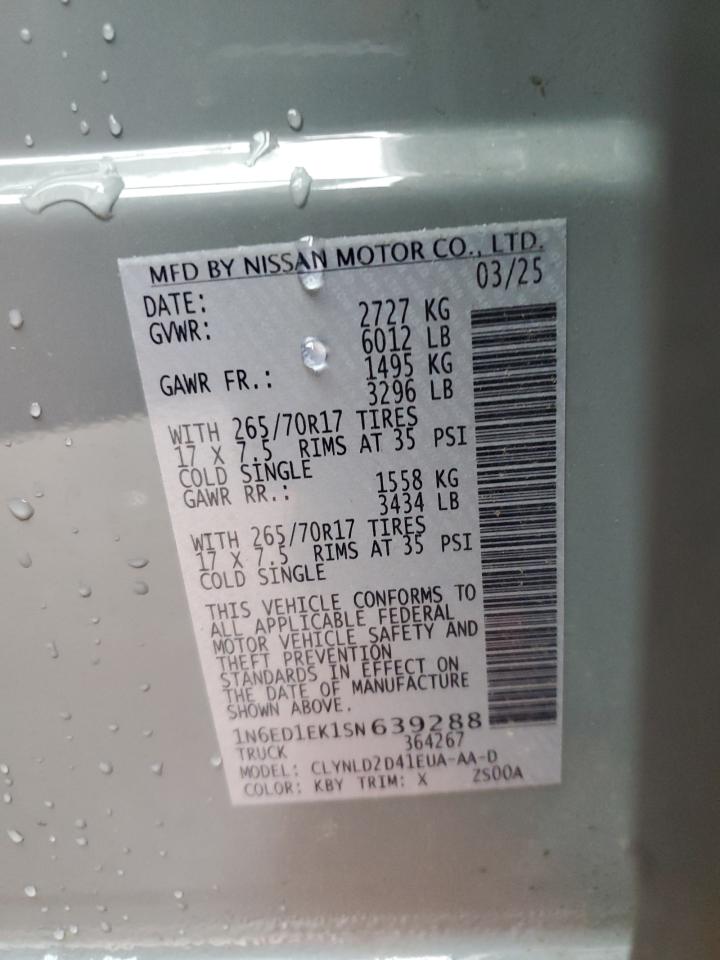 MFD BY NISSAN MOTOR CO., LTD.
DATE: 03/25
GVWR: 2727 KG
6012 LB
GAWR FR.: 1495 KG
3296 LB
WITH 265/70R17 TIRES
17 X 7.5 RIMS AT 35 PSI
COLD SINGLE
GAWR RR.: 1558 KG
3434 LB
WITH 265/70R17 TIRES
17 X 7.5 RIMS AT 35 PSI
COLD SINGLE
THIS VEHICLE CONFORMS TO
ALL APPLICABLE FEDERAL
MOTOR VEHICLE SAFETY AND
THEFT PREVENTION
STANDARDS IN EFFECT ON
THE DATE OF MANUFACTURE
SHOWN ABOVE.
1N6ED1EK1SN639288
TRUCK 364267
MODEL: CLYNLD2D41EUA-AA-D
COLOR: KBY TRIM: X ZS00A